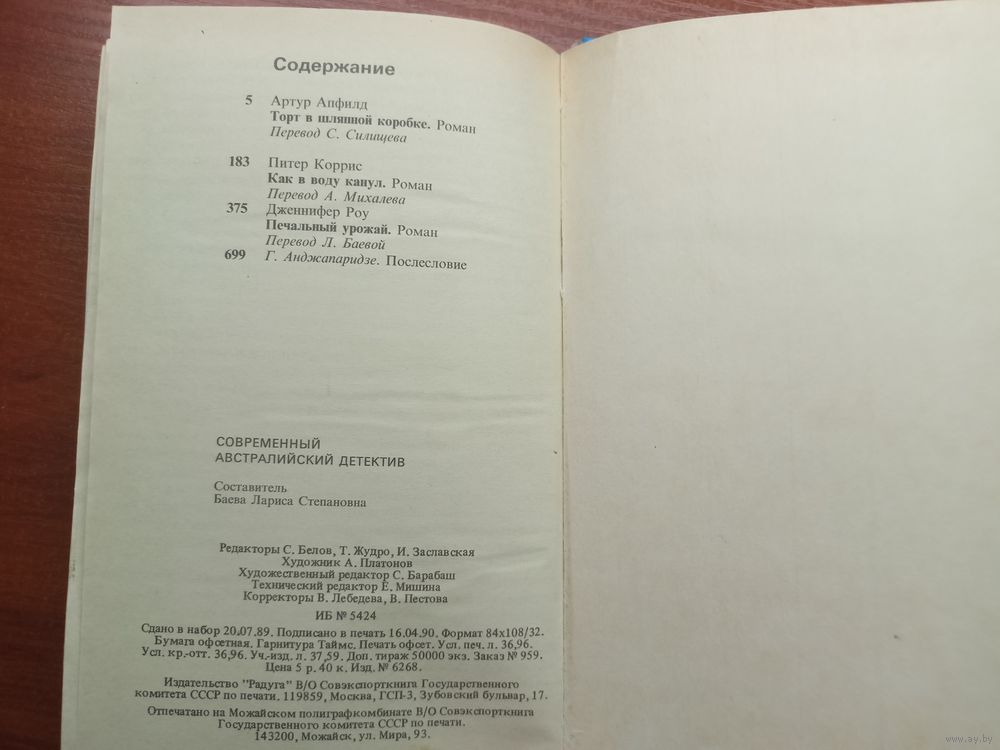 Содержание
5 Артур Апфилд
Торт в шляпной коробке. Роман
Перевод С. Силищева
183 Питер Коррис
Как в воду канул. Роман
Перевод А. Михалева
375 Дженнифер Роу
Печальный урожай. Роман
Перевод Л. Баевой
699 Г. Анджапаридзе. Послесловие
СОВРЕМЕННЫЙ
АВСТРАЛИЙСКИЙ ДЕТЕКТИВ
Составитель
Баева Лариса Степановна
Редакторы С. Белов, Т. Жудро, И. Заславская
Художник А. Платонов
Художественный редактор С. Барабаш
Технический редактор Е. Мишина
Корректоры В. Лебедева, В. Пестова
ИБ № 5424
Сдано в набор 20.07.89. Подписано в печать 16.04.90. Формат 84х108/32.
Бумага офсетная. Гарнитура Таймс. Печать офсет. Усл. печ. л. 36,96.
Усл. кр.-отт. 36,96. Уч.-изд. л. 37,59. Доп. тираж 50000 экз. Заказ № 959.
Цена 5 р. 40 к. Изд. № 6268.
Издательство "Радуга" В/О Совэкспорткнига Государственного
комитета СССР по печати. 119859, Москва, ГСП-3, Зубовский бульвар, 17.
Отпечатано на Можайском полиграфкомбинате В/О Совэкспорткнига
Государственного комитета СССР по печати.
143200, Можайск, ул. Мира, 93.
www.ay.by